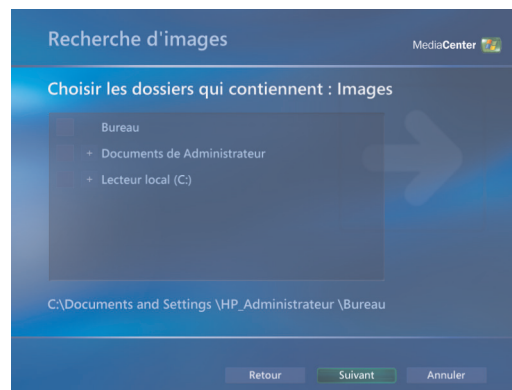 Recherche d'images
MediaCenter
Choisir les dossiers qui contiennent : Images
Bureau
+ Documents de Administrateur
+ Lecteur local (C:)
C:\Documents and Settings \HP_Administrateur \Bureau
Retour Suivant Annuler